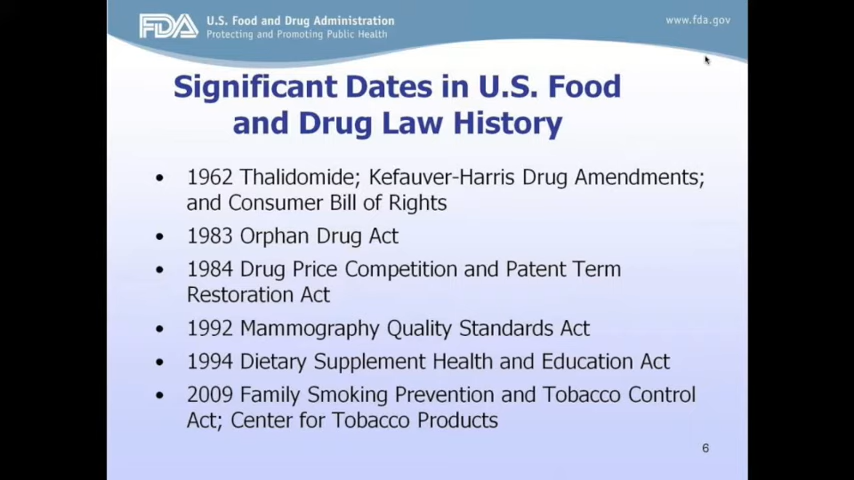 FDA U.S. Food and Drug Administration
Protecting and Promoting Public Health
www.fda.gov
Significant Dates in U.S. Food
and Drug Law History
• 1962 Thalidomide; Kefauver-Harris Drug Amendments;
and Consumer Bill of Rights
• 1983 Orphan Drug Act
• 1984 Drug Price Competition and Patent Term
Restoration Act
• 1992 Mammography Quality Standards Act
• 1994 Dietary Supplement Health and Education Act
• 2009 Family Smoking Prevention and Tobacco Control
Act; Center for Tobacco Products
6